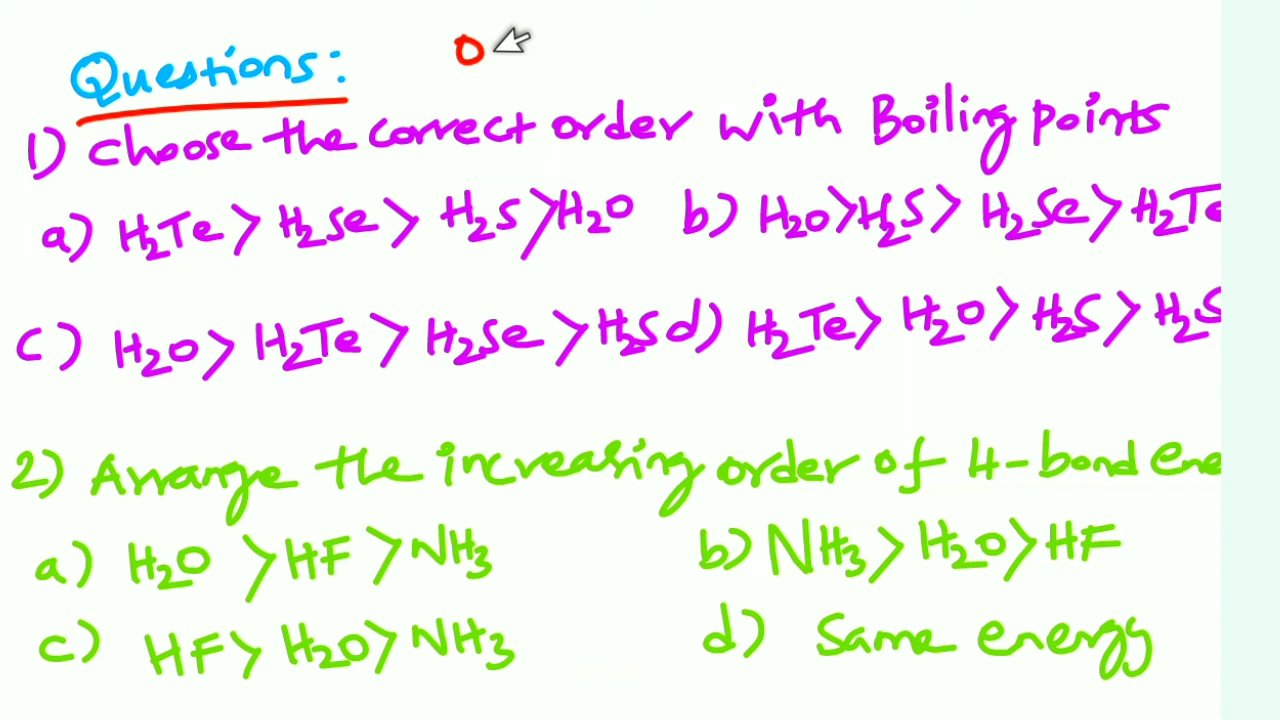 Questions:
1) choose the correct order with Boiling points
a) H₂Te > H₂Se > H₂S > H₂O b) H₂O > H₂S > H₂Se > H₂Te
c) H₂O > H₂Te > H₂Se > H₂S d) H₂Te > H₂O > H₂S > H₂S
2) Arrange the increasing order of H-bond ene
a) H₂O > HF > NH₃ b) NH₃ > H₂O > HF
c) HF > H₂O > NH₃ d) Same energy